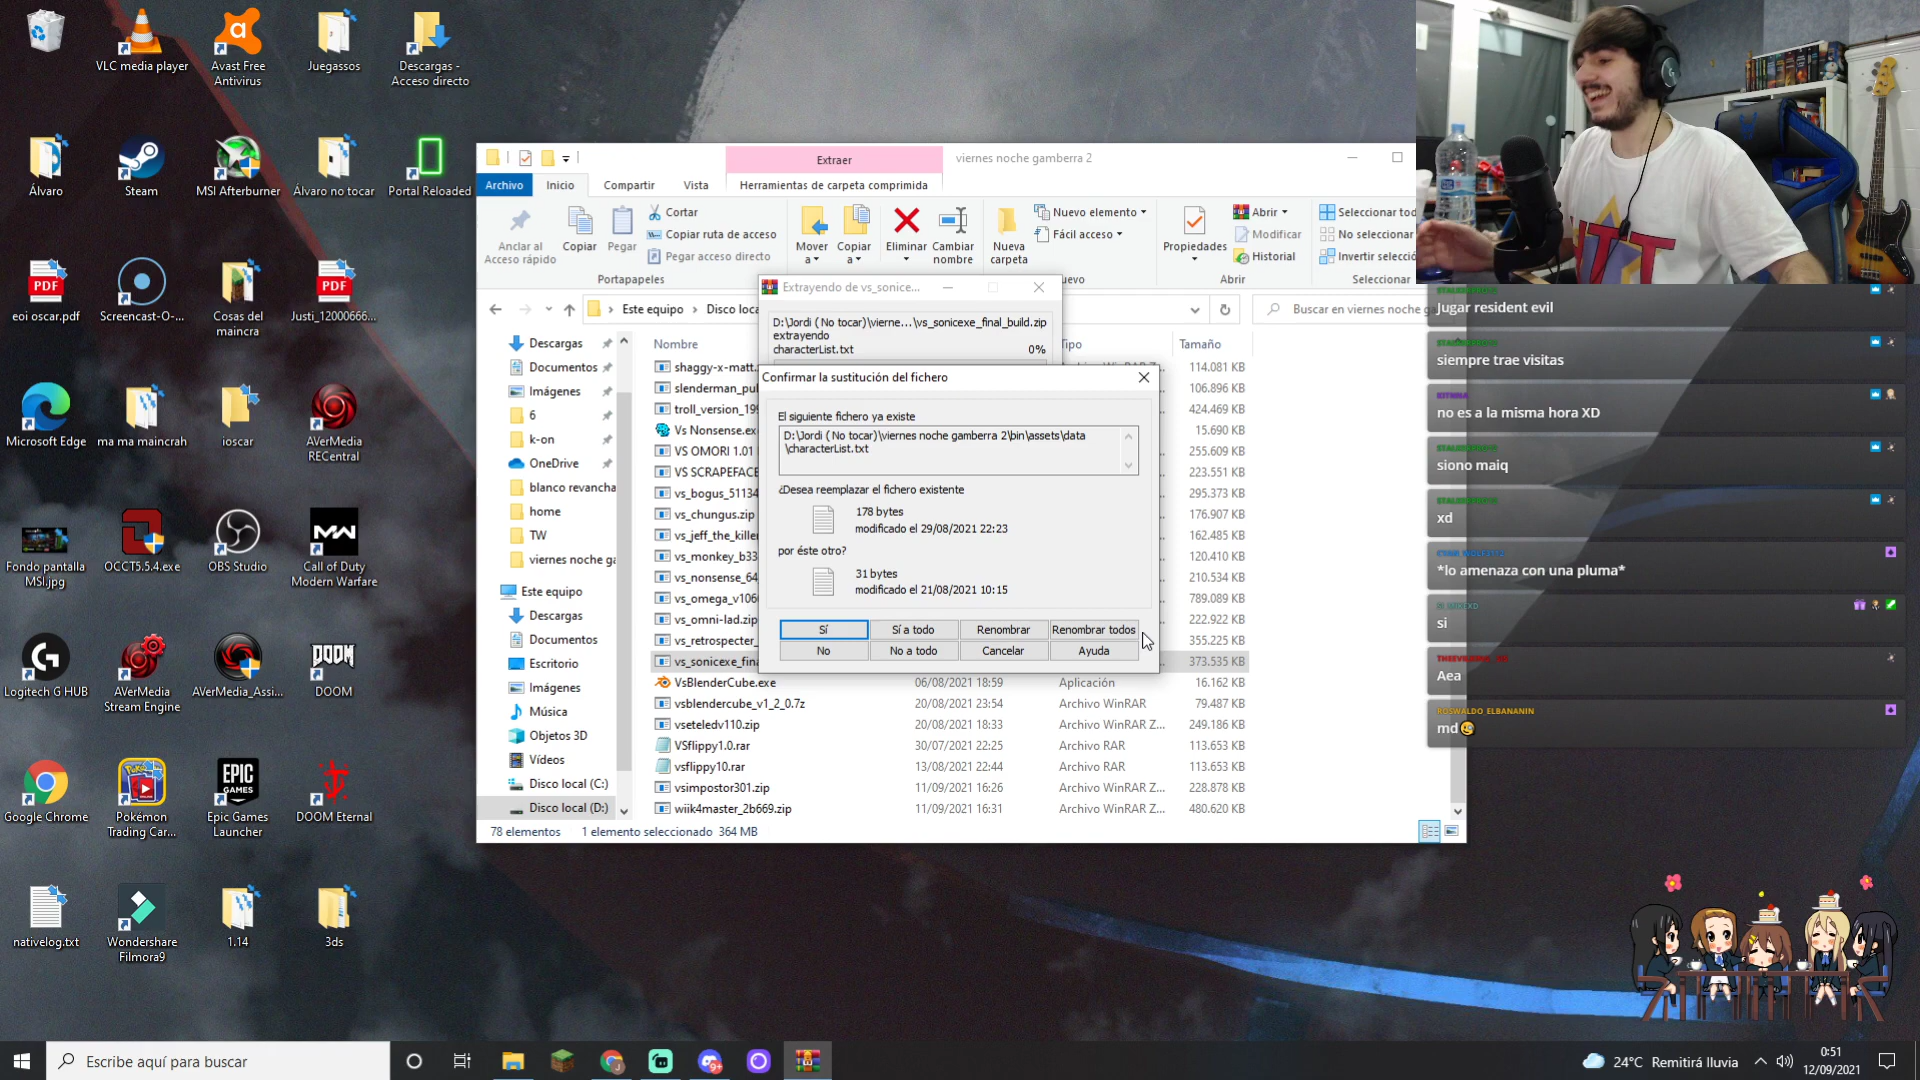 VLC media player
Avast Free
Antivirus
Juegassos
Descargas -
Acceso directo
Álvaro
Steam
MSI Afterburner
Álvaro no tocar
Portal Reloaded
eoi oscar.pdf
Screencast-O-...
Cosas del
maincra
Justi_12000666...
Microsoft Edge
ma ma maincrah
ioscar
AVerMedia
RECentral
Fondo pantalla
MSI.jpg
OCCT5.5.4.exe
OBS Studio
Call of Duty
Modern Warfare
Logitech G HUB
AVerMedia
Stream Engine
AVerMedia_Assi...
DOOM
Google Chrome
Pokémon
Trading Car...
Epic Games
Launcher
DOOM Eternal
nativelog.txt
Wondershare
Filmora9
1.14
3ds
Extraer
viernes noche gamberra 2
Archivo
Inicio
Compartir
Vista
Herramientas de carpeta comprimida
Anclar al
Acceso rápido
Copiar
Pegar
Cortar
Copiar ruta de acceso
Pegar acceso directo
Portapapeles
Mover
a
Copiar
a
Eliminar
Cambiar
nombre
Nueva
carpeta
Nuevo elemento
Fácil acceso
Propiedades
Abrir
Modificar
Historial
Abrir
Seleccionar
No seleccionar
Seleccionar
Este equipo
Buscar en viernes noche
Extrayendo de vs_sonice...
D:\Jordi ( No tocar)\vierne...\vs_sonicexe_final_build.zip
extrayendo
characterList.txt
0%
Confirmar la sustitución del fichero
El siguiente fichero ya existe
D:\Jordi ( No tocar)\viernes noche gamberra 2\bin\assets\data
\characterList.txt
¿Desea reemplazar el fichero existente
178 bytes
modificado el 29/08/2021 22:23
por éste otro?
31 bytes
modificado el 21/08/2021 10:15
Sí
Sí a todo
Renombrar
Renombrar todos
No
No a todo
Cancelar
Ayuda
Descargas
Documentos
Imágenes
6
k-on
OneDrive
blanco revancha
home
TW
viernes noche ga
Este equipo
Descargas
Documentos
Escritorio
Imágenes
Música
Objetos 3D
Vídeos
Disco local (C:)
Disco local (D:)
Nombre
Tamaño
shaggy-x-matt. 114.081 KB
slenderman_pu 106.896 KB
troll_version_19 424.469 KB
Vs Nonsense.ex 15.690 KB
VS OMORI 1.01 255.609 KB
VS SCRAPEFACE 223.551 KB
vs_bogus_51134 295.373 KB
vs_chungus.zip 176.907 KB
vs_jeff_the_kille 162.485 KB
vs_monkey_b33 120.410 KB
vs_nonsense_64 210.534 KB
vs_omega_v106 789.089 KB
vs_omni-lad.zip 222.922 KB
vs_retrospecter_ 355.225 KB
vs_sonicexe_fina 373.535 KB
VsBlenderCube.exe 06/08/2021 18:59 Aplicación 16.162 KB
vsblendercube_v1_2_0.7z 20/08/2021 23:54 Archivo WinRAR 79.487 KB
vseteledv110.zip 20/08/2021 18:33 Archivo WinRAR Z... 249.186 KB
VSflippy1.0.rar 30/07/2021 22:25 Archivo RAR 113.653 KB
vsflippy10.rar 13/08/2021 22:44 Archivo RAR 113.653 KB
vsimpostor301.zip 11/09/2021 16:26 Archivo WinRAR Z... 228.878 KB
wiik4master_2b669.zip 11/09/2021 16:31 Archivo WinRAR Z... 480.620 KB
78 elementos
1 elemento seleccionado 364 MB
Jugar resident evil
siempre trae visitas
no es a la misma hora XD
siono maiq
xd
*lo amenaza con una pluma*
si
Aea
ROSWALDO_ELBANANIN
md
Escribe aquí para buscar
24°C Remitirá lluvia
0:51
12/09/2021